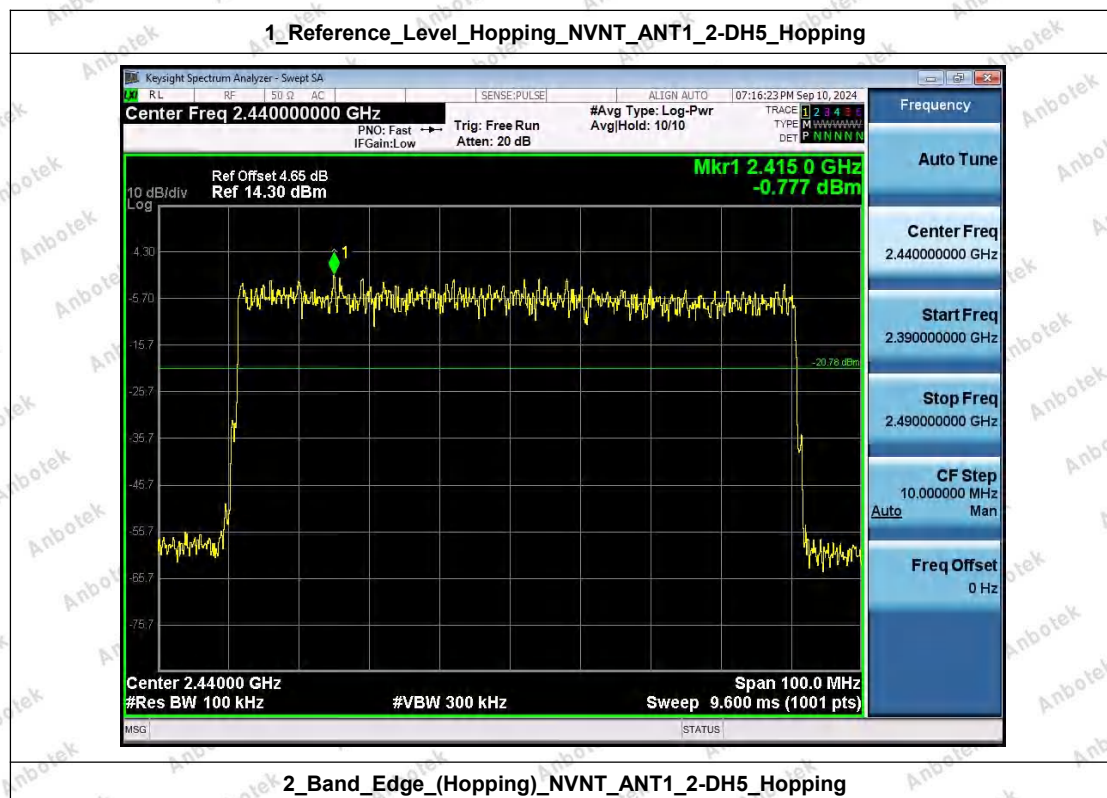 1_Reference_Level_Hopping_NVNT_ANT1_2-DH5_Hopping
Keysight Spectrum Analyzer - Swept SA
LXI RL RF 50 Ω AC SENSE:PULSE ALIGN AUTO 07:16:23 PM Sep 10, 2024
Center Freq 2.440000000 GHz
PNO: Fast
IFGain:Low
Trig: Free Run
Atten: 20 dB
#Avg Type: Log-Pwr
Avg|Hold: 10/10
TRACE 1 2 3 4 5 6
TYPE M WWWWW
DET P N N N N N
Mkr1 2.415 0 GHz
-0.777 dBm
Ref Offset 4.65 dB
10 dB/div Ref 14.30 dBm
Log
1
4.30
-5.70
-15.7
-20.78 dBm
-25.7
-35.7
-45.7
-55.7
-65.7
-75.7
Center 2.44000 GHz Span 100.0 MHz
#Res BW 100 kHz #VBW 300 kHz Sweep 9.600 ms (1001 pts)
MSG STATUS
Frequency
Auto Tune
Center Freq
2.440000000 GHz
Start Freq
2.390000000 GHz
Stop Freq
2.490000000 GHz
CF Step
10.000000 MHz
Auto Man
Freq Offset
0 Hz
2_Band_Edge_(Hopping)_NVNT_ANT1_2-DH5_Hopping
Anbotek